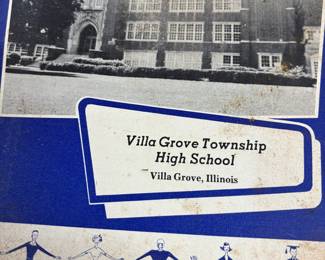 Villa Grove Township
High School
Villa Grove, Illinois